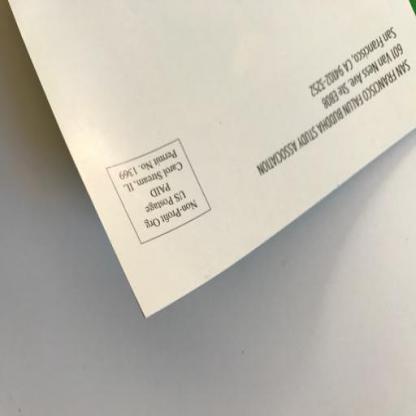 SAN FRANCISCO FALUN BUDDHA STUDY ASSOCIATION
601 Van Ness Ave. Ste E808
San Francisco, CA 94102-3252
Non-Profit Org
US Postage
PAID
Carol Stream, IL
Permit No. 1369